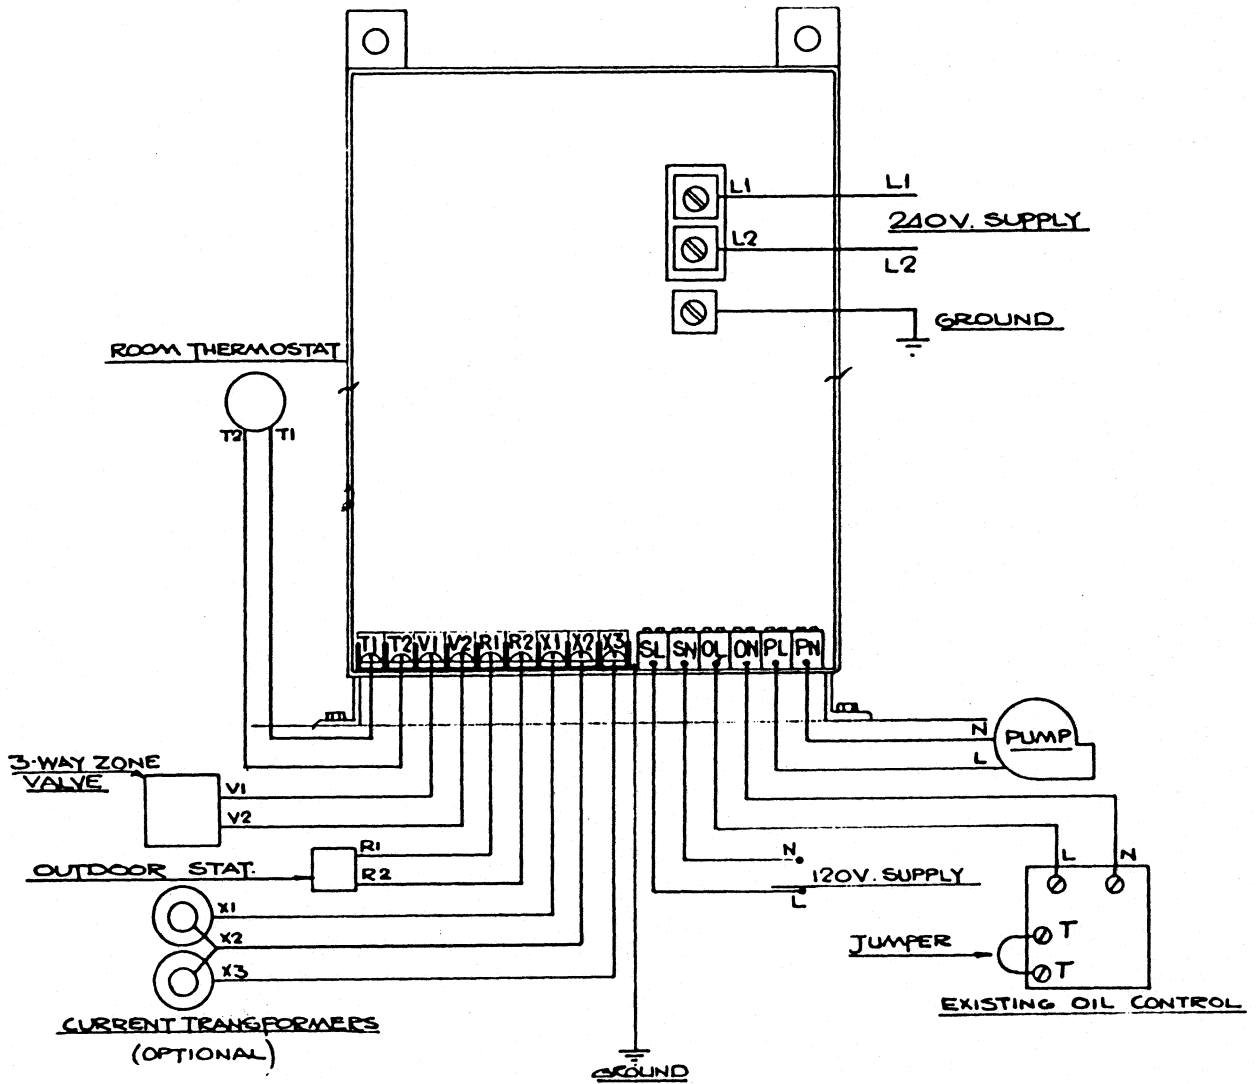 L1
L1
240V. SUPPLY
L2
L2
GROUND
ROOM THERMOSTAT
T2 T1
T1 T2 V1 V2 R1 R2 X1 X2 X3 SL SN OL ON PL PN
N
PUMP
L
3-WAY ZONE
VALVE
V1
V2
R1
OUTDOOR STAT.
R2
N
120V. SUPPLY
L
L N
X1
X2
X3
JUMPER
T
T
EXISTING OIL CONTROL
CURRENT TRANSFORMERS
(OPTIONAL)
GROUND